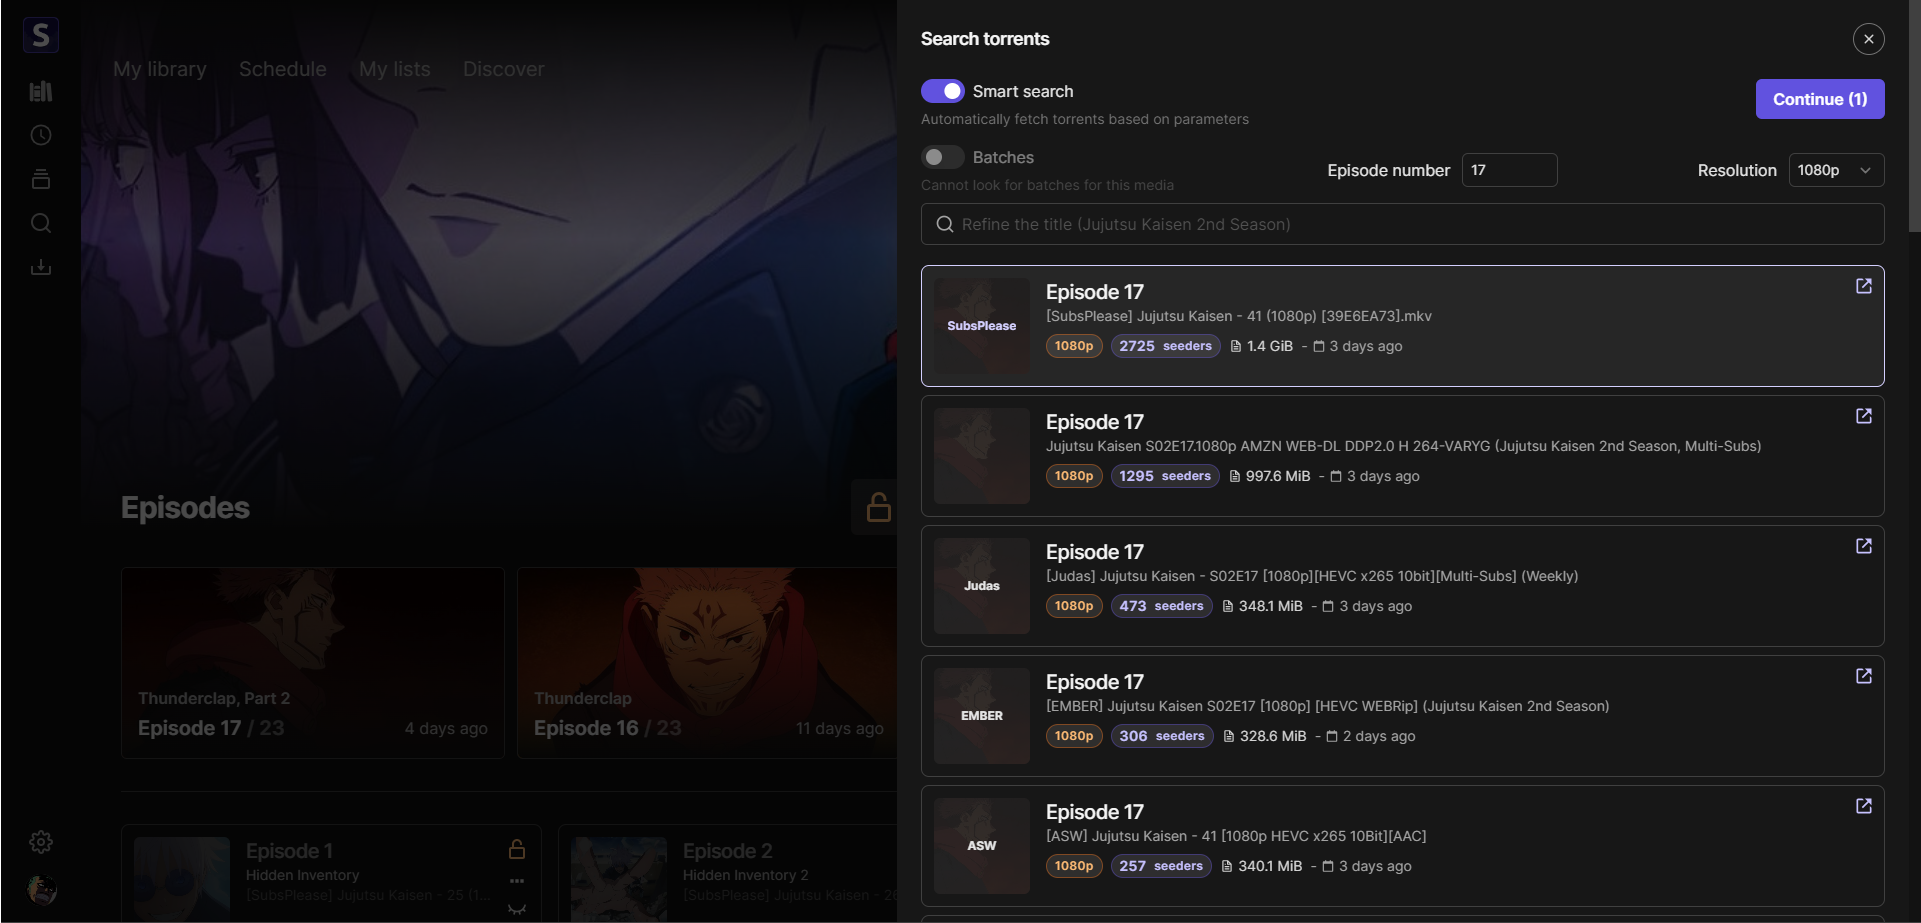 S
My library Schedule My lists Discover
Episodes
Thunderclap, Part 2
Episode 17 / 23 4 days ago
Thunderclap
Episode 16 / 23 11 days ago
Episode 1
Hidden Inventory
[SubsPlease] Jujutsu Kaisen - 25 (1...
Episode 2
Hidden Inventory 2
[SubsPlease] Jujutsu Kaisen - 26
Search torrents
Smart search
Continue (1)
Automatically fetch torrents based on parameters
Batches
Cannot look for batches for this media
Episode number 17
Resolution 1080p
Refine the title (Jujutsu Kaisen 2nd Season)
SubsPlease
Episode 17
[SubsPlease] Jujutsu Kaisen - 41 (1080p) [39E6EA73].mkv
1080p 2725 seeders 1.4 GiB - 3 days ago
Episode 17
Jujutsu Kaisen S02E17.1080p AMZN WEB-DL DDP2.0 H 264-VARYG (Jujutsu Kaisen 2nd Season, Multi-Subs)
1080p 1295 seeders 997.6 MiB - 3 days ago
Judas
Episode 17
[Judas] Jujutsu Kaisen - S02E17 [1080p][HEVC x265 10bit][Multi-Subs] (Weekly)
1080p 473 seeders 348.1 MiB - 3 days ago
EMBER
Episode 17
[EMBER] Jujutsu Kaisen S02E17 [1080p] [HEVC WEBRip] (Jujutsu Kaisen 2nd Season)
1080p 306 seeders 328.6 MiB - 2 days ago
ASW
Episode 17
[ASW] Jujutsu Kaisen - 41 [1080p HEVC x265 10Bit][AAC]
1080p 257 seeders 340.1 MiB - 3 days ago